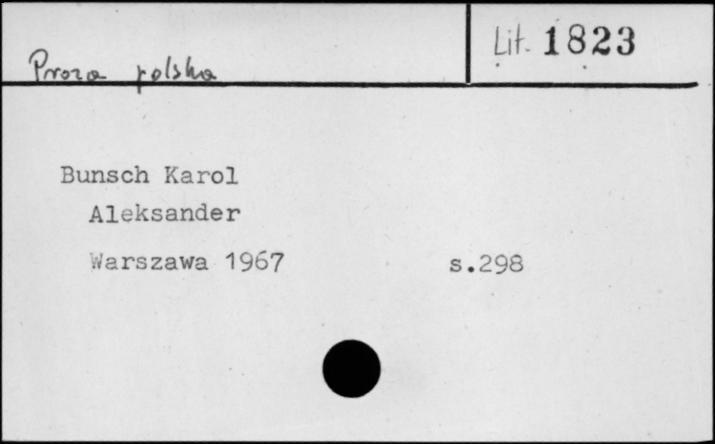 Proza polska
Lit. 1823
Bunsch Karol
Aleksander
Warszawa 1967 s.298